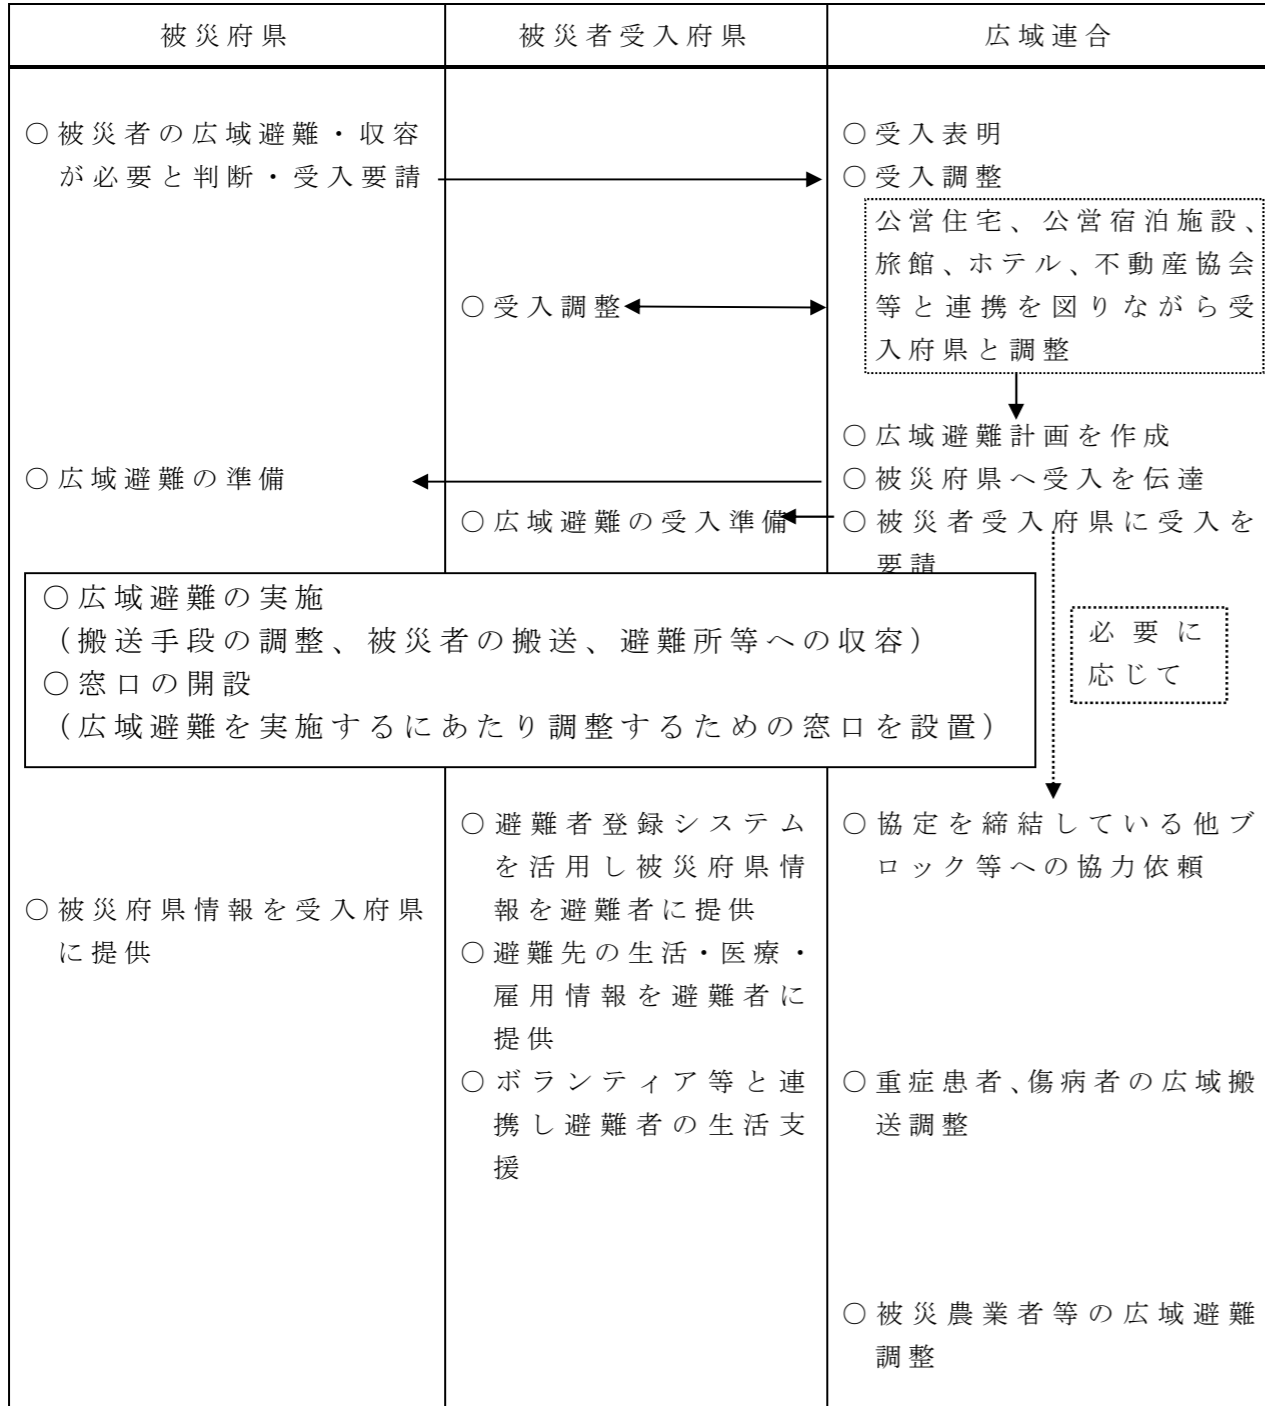 被災府県
被災者受入府県
広域連合
○被災者の広域避難・収容
が必要と判断・受入要請
○受入表明
○受入調整
公営住宅、公営宿泊施設、
旅館、ホテル、不動産協会
等と連携を図りながら受
入府県と調整
○受入調整
○広域避難計画を作成
○広域避難の準備
○被災府県へ受入を伝達
○広域避難の受入準備
○被災者受入府県に受入を
要請
○広域避難の実施
（搬送手段の調整、被災者の搬送、避難所等への収容）
○窓口の開設
（広域避難を実施するにあたり調整するための窓口を設置）
必要に
応じて
○避難者登録システム
を活用し被災府県情
報を避難者に提供
○協定を締結している他ブ
ロック等への協力依頼
○被災府県情報を受入府県
に提供
○避難先の生活・医療・
雇用情報を避難者に
提供
○ボランティア等と連
携し避難者の生活支
援
○重症患者、傷病者の広域搬
送調整
○被災農業者等の広域避難
調整